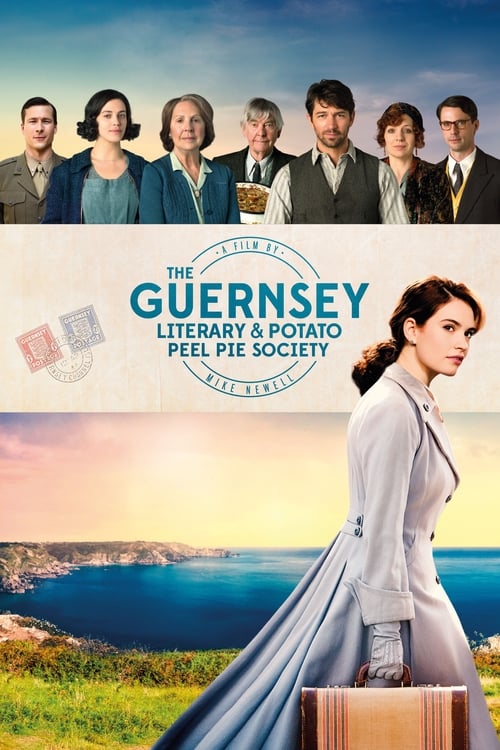 A FILM BY
THE
GUERNSEY
LITERARY & POTATO
PEEL PIE SOCIETY
MIKE NEWELL